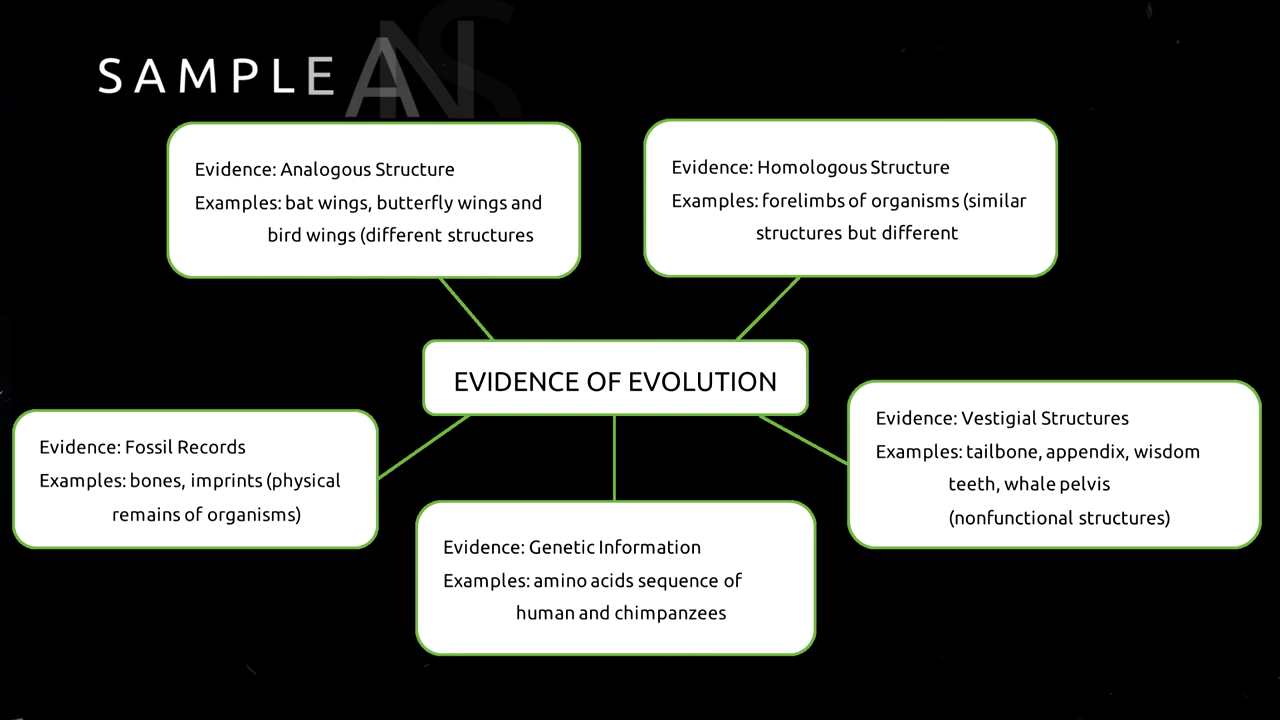 SAMPLE ANS
Evidence: Analogous Structure
Examples: bat wings, butterfly wings and
bird wings (different structures
Evidence: Homologous Structure
Examples: forelimbs of organisms (similar
structures but different
EVIDENCE OF EVOLUTION
Evidence: Fossil Records
Examples: bones, imprints (physical
remains of organisms)
Evidence: Genetic Information
Examples: amino acids sequence of
human and chimpanzees
Evidence: Vestigial Structures
Examples: tailbone, appendix, wisdom
teeth, whale pelvis
(nonfunctional structures)